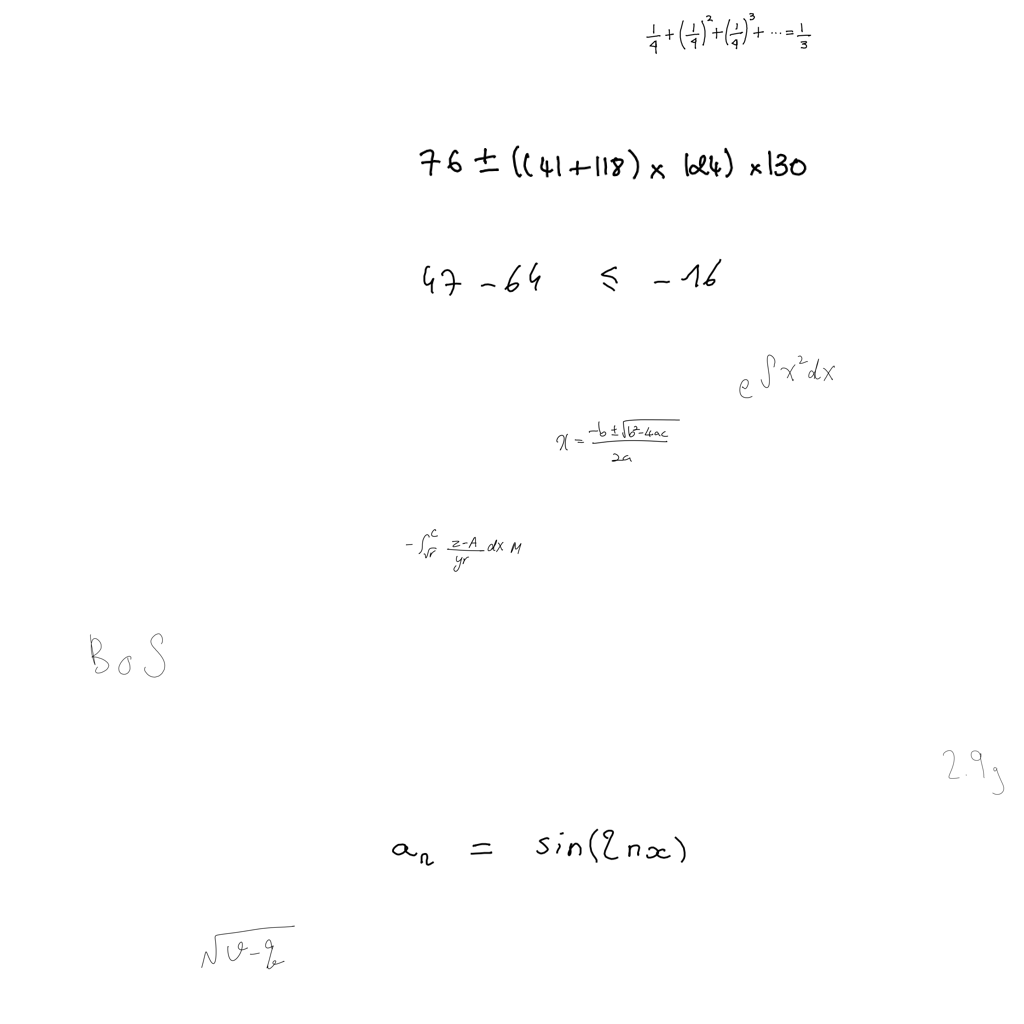 $\frac{1}{4}+\left(\frac{1}{4}\right)^2+\left(\frac{1}{4}\right)^3+\cdots=\frac{1}{3}$
$76 \pm ((41+118) \times 124) \times 130$
$47-64 \leq -16$
$e^{\int x^2 dx}$
$x=\frac{-b\pm\sqrt{b^2-4ac}}{2a}$
$-\int_{\sqrt{r}}^{c} \frac{z-A}{yr} dx M$
BoS
2.9g
$a_n = \sin(2nx)$
$\sqrt{v-q}$